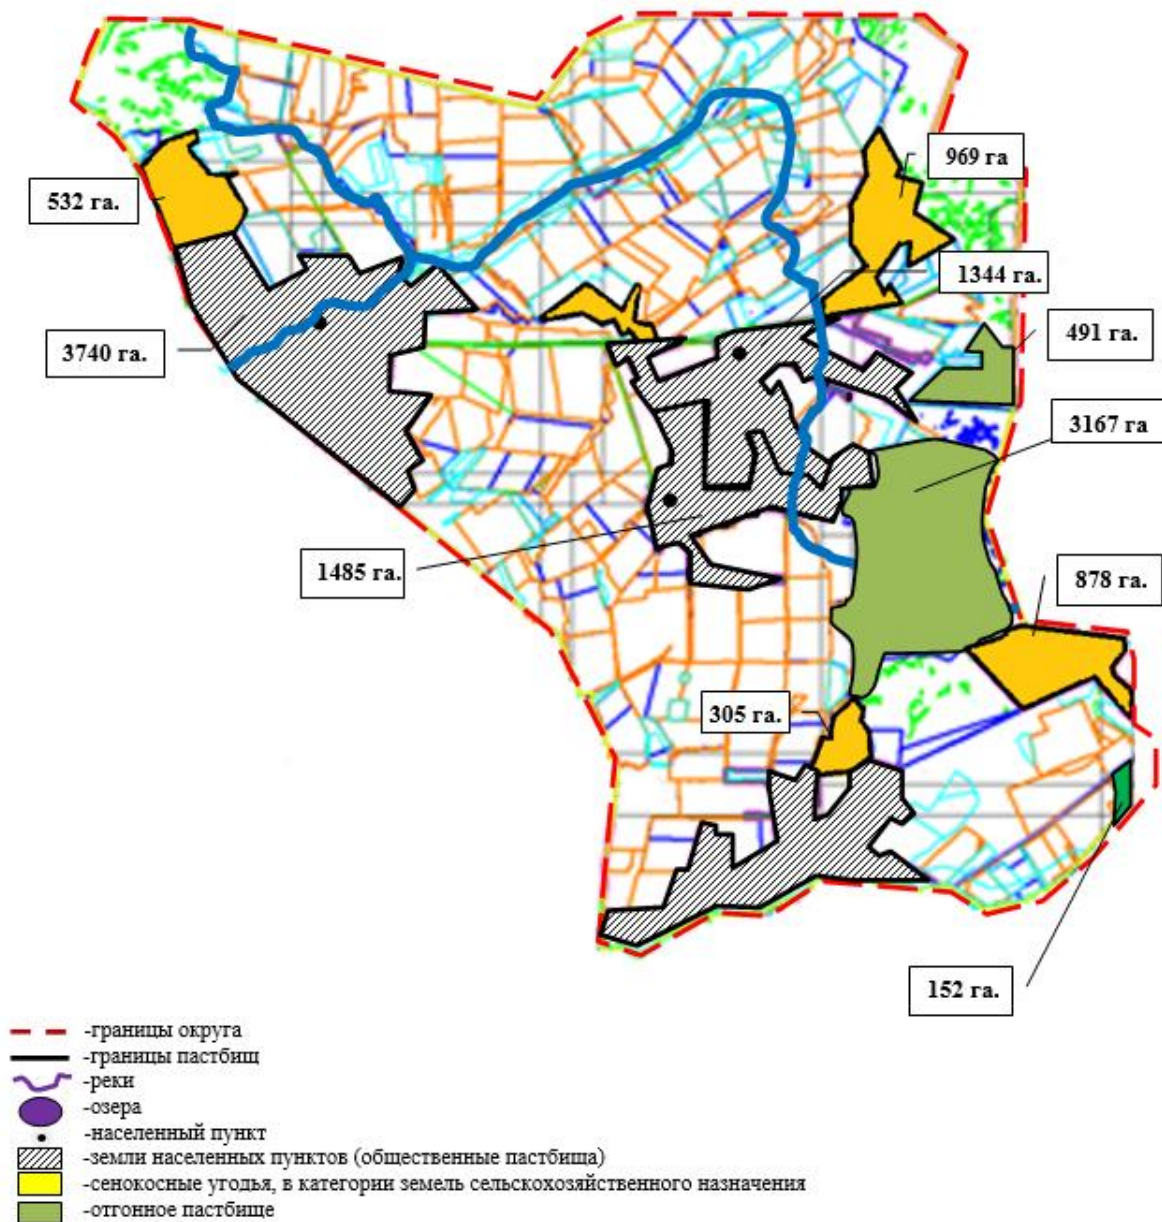 969 га
532 га.
1344 га.
491 га.
3740 га.
3167 га
1485 га.
878 га.
305 га.
152 га.
-границы округа
-границы пастбищ
-реки
-озера
-населенный пункт
-земли населенных пунктов (общественные пастбища)
-сенокосные угодья, в категории земель сельскохозяйственного назначения
-отгонное пастбище